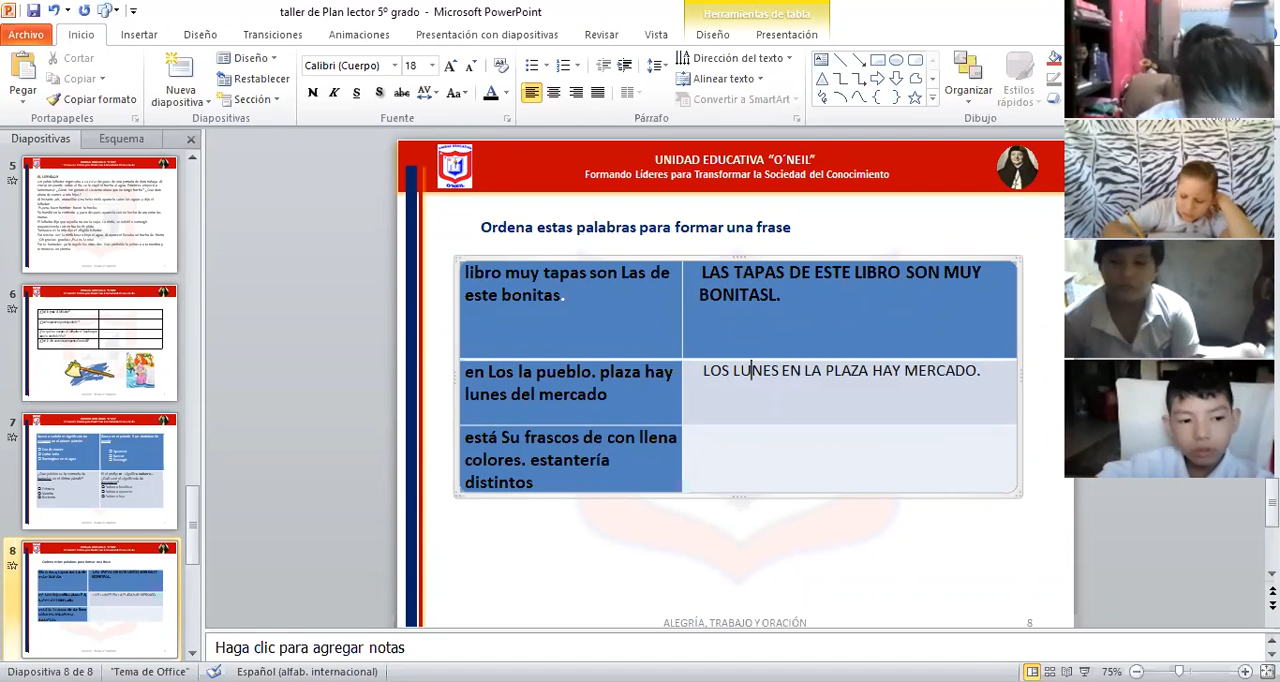 taller de Plan lector 5º grado - Microsoft PowerPoint
Herramientas de tabla
Archivo Inicio Insertar Diseño Transiciones Animaciones Presentación con diapositivas Revisar Vista Diseño Presentación
Cortar
Copiar
Copiar formato
Pegar
Portapapeles
Nueva
diapositiva
Diseño
Restablecer
Sección
Diapositivas
Calibri (Cuerpo) 18
N K S S abc AV Aa A
Fuente
Dirección del texto
Alinear texto
Convertir a SmartArt
Párrafo
Organizar
Estilos
rápidos
Dibujo
Diapositivas Esquema
5
6
7
8
UNIDAD EDUCATIVA "O´NEIL"
Formando Líderes para Transformar la Sociedad del Conocimiento
Ordena estas palabras para formar una frase
libro muy tapas son Las de
este bonitas.
LAS TAPAS DE ESTE LIBRO SON MUY
BONITASL.
en Los la pueblo. plaza hay
lunes del mercado
LOS LUNES EN LA PLAZA HAY MERCADO.
está Su frascos de con llena
colores. estantería
distintos
ALEGRÍA, TRABAJO Y ORACIÓN 8
Haga clic para agregar notas
Diapositiva 8 de 8 "Tema de Office" Español (alfab. internacional) 75%